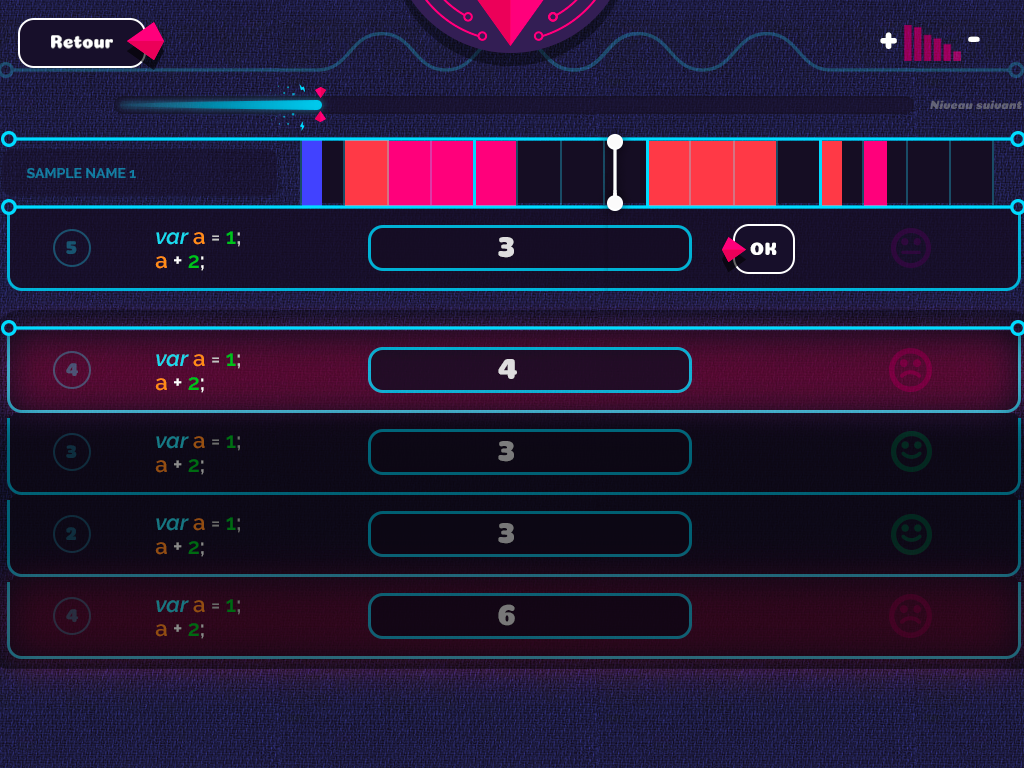 Retour
+ -
Niveau suivant
SAMPLE NAME 1
5
var a = 1;
a + 2;
3
OK
4
var a = 1;
a + 2;
4
3
var a = 1;
a + 2;
3
2
var a = 1;
a + 2;
3
4
var a = 1;
a + 2;
6